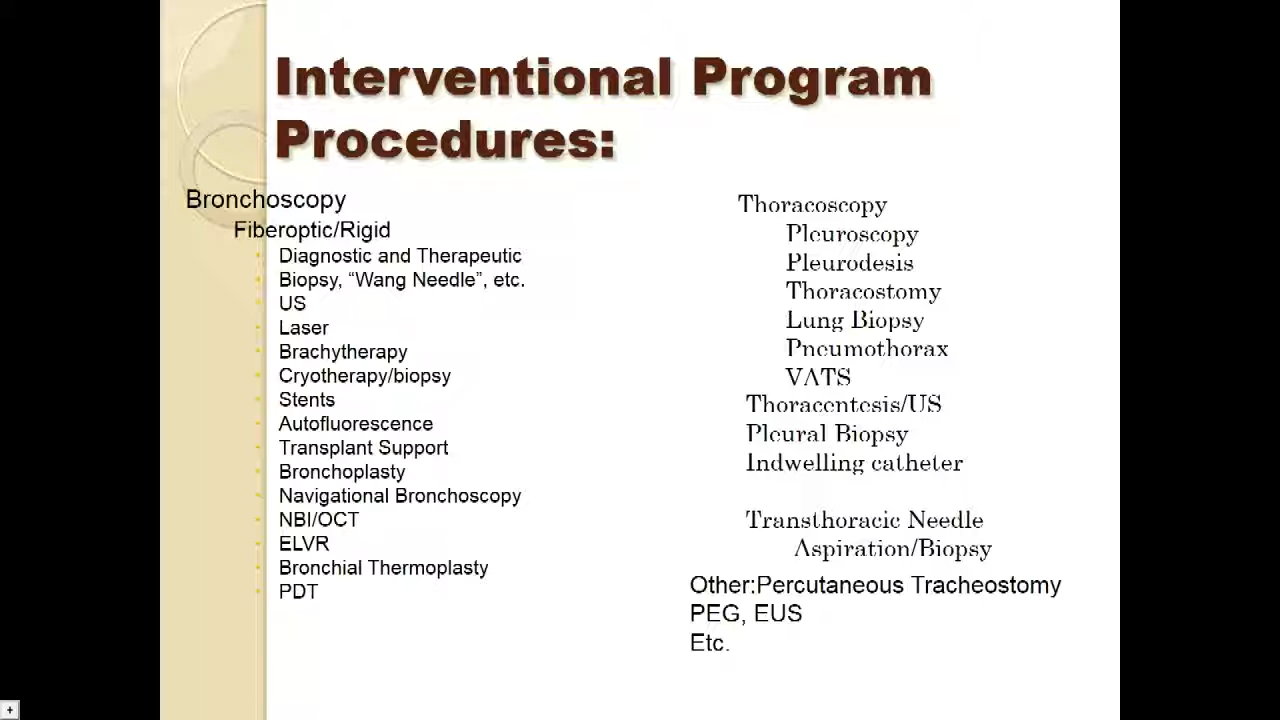 Interventional Program
Procedures:
Bronchoscopy
Fiberoptic/Rigid
Diagnostic and Therapeutic
Biopsy, “Wang Needle”, etc.
US
Laser
Brachytherapy
Cryotherapy/biopsy
Stents
Autofluorescence
Transplant Support
Bronchoplasty
Navigational Bronchoscopy
NBI/OCT
ELVR
Bronchial Thermoplasty
PDT
Thoracoscopy
Pleuroscopy
Pleurodesis
Thoracostomy
Lung Biopsy
Pneumothorax
VATS
Thoracentesis/US
Pleural Biopsy
Indwelling catheter
Transthoracic Needle
Aspiration/Biopsy
Other:Percutaneous Tracheostomy
PEG, EUS
Etc.